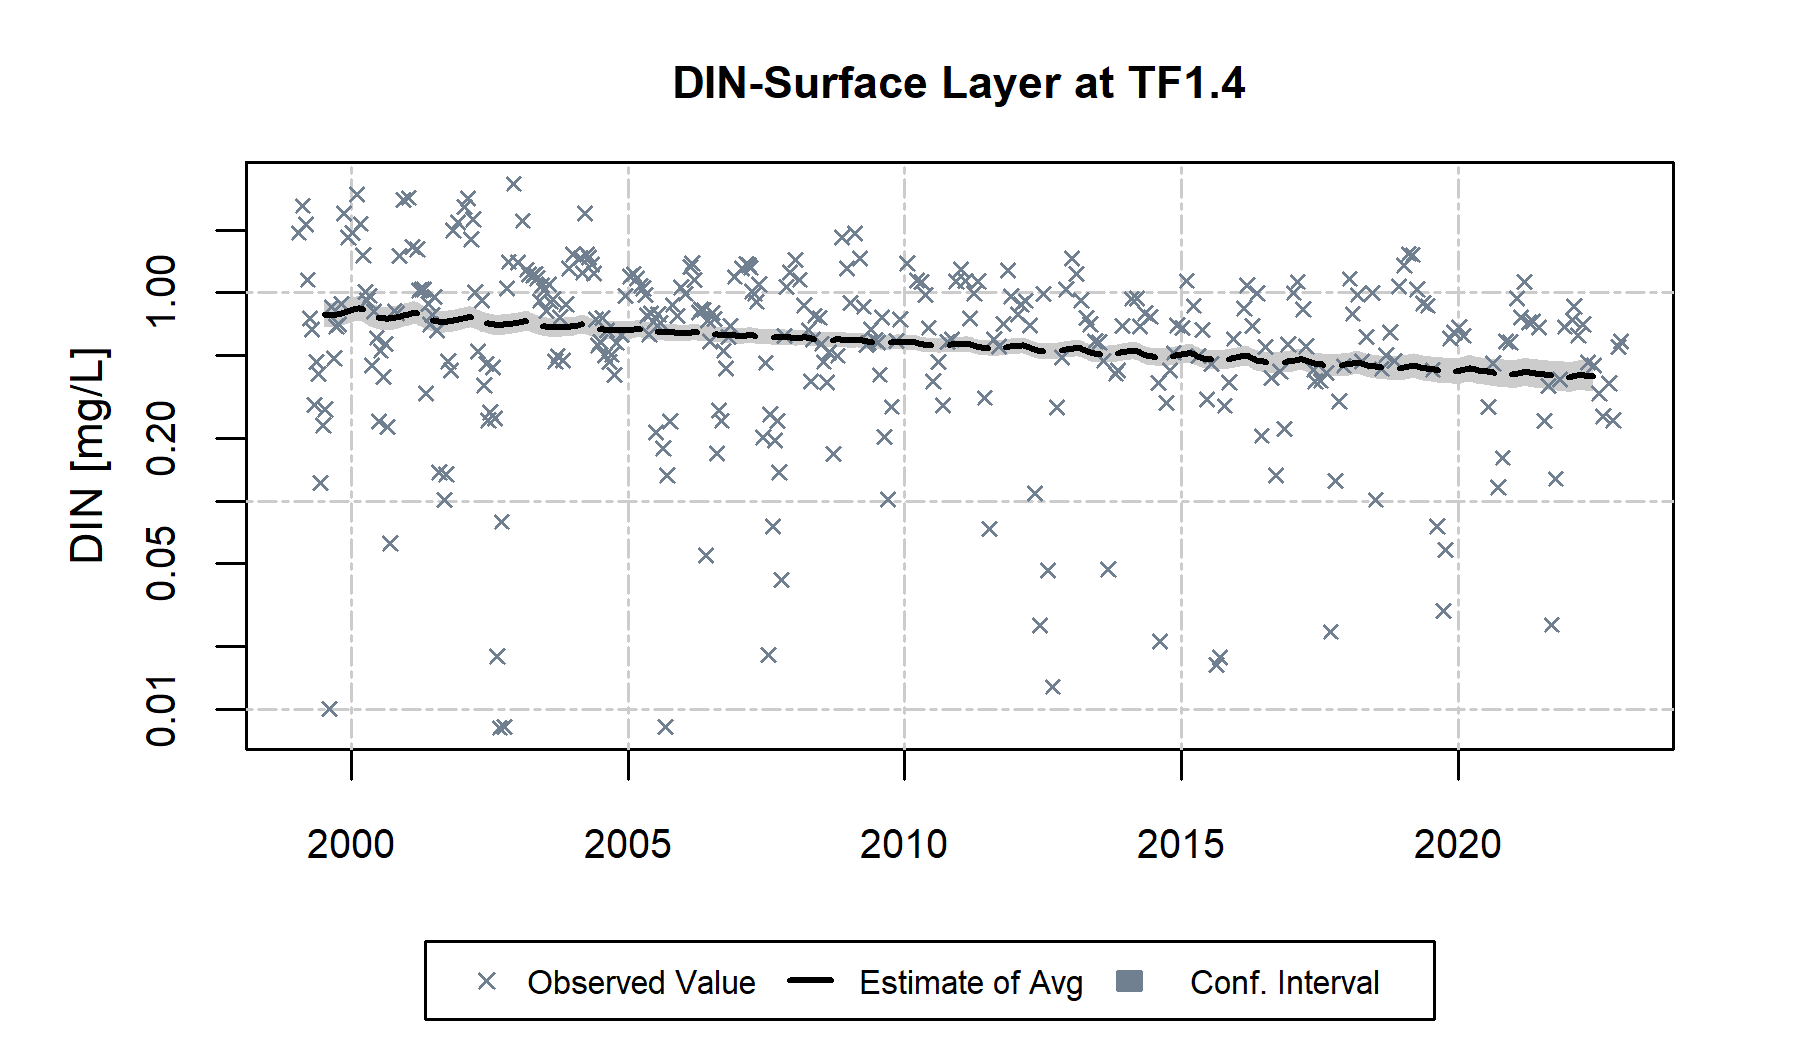 DIN-Surface Layer at TF1.4
DIN [mg/L]
1.00
0.20
0.05
0.01
2000 2005 2010 2015 2020
Observed Value Estimate of Avg Conf. Interval